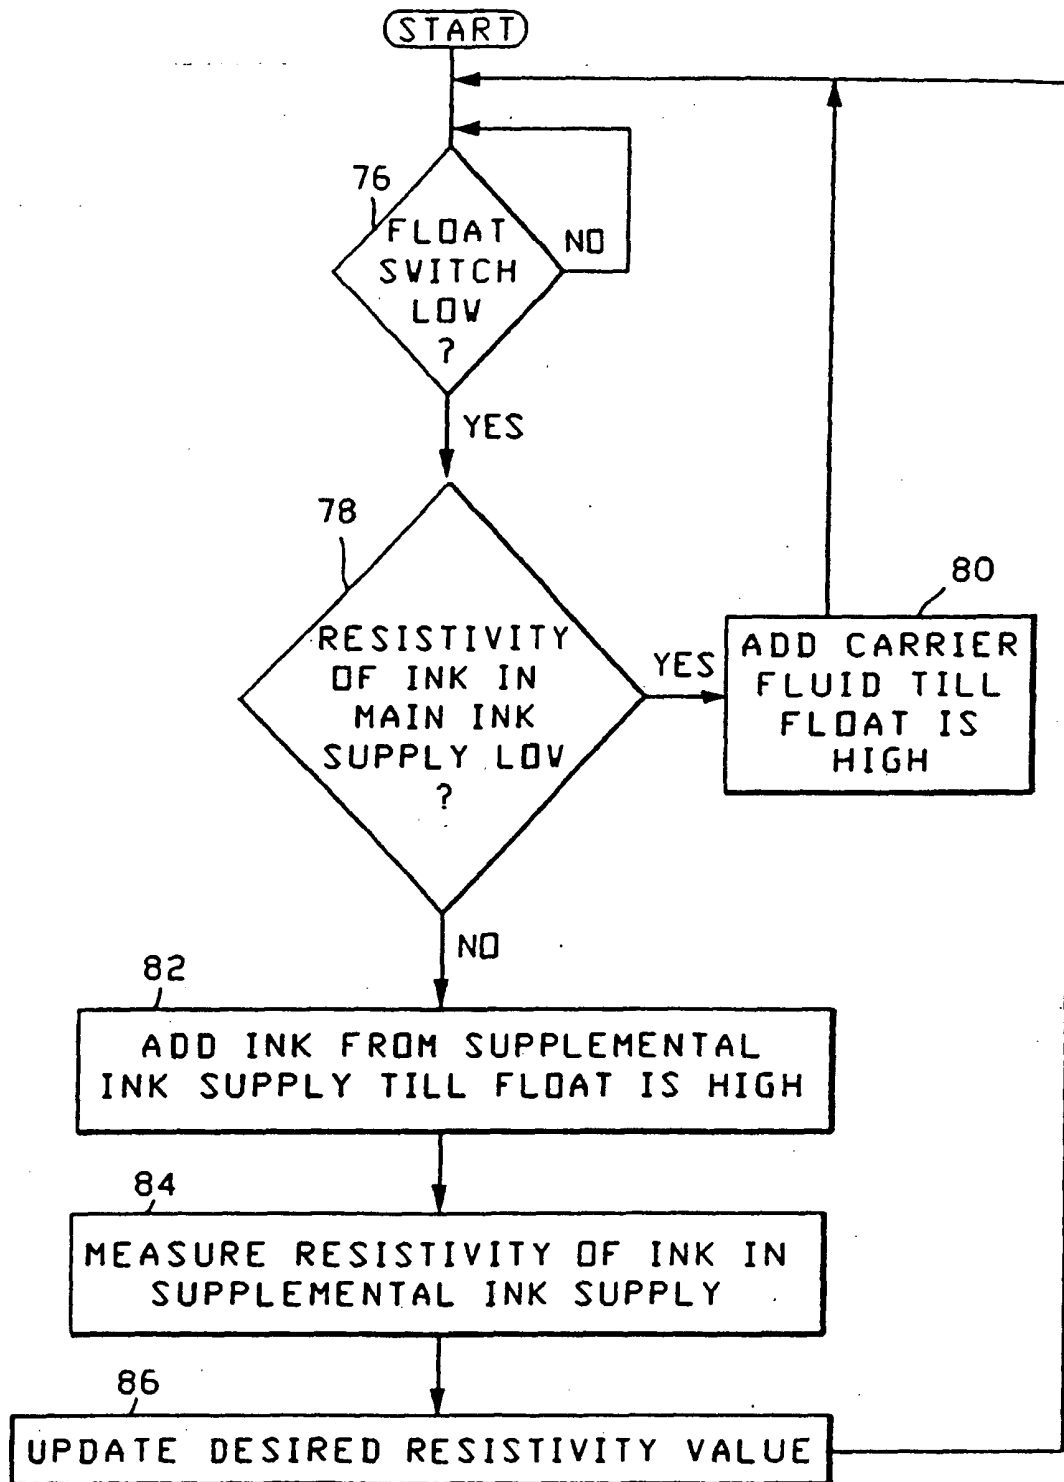 START
76
FLOAT
SWITCH
LOW
?
NO
YES
78
RESISTIVITY
OF INK IN
MAIN INK
SUPPLY LOW
?
YES
80
ADD CARRIER
FLUID TILL
FLOAT IS
HIGH
NO
82
ADD INK FROM SUPPLEMENTAL
INK SUPPLY TILL FLOAT IS HIGH
84
MEASURE RESISTIVITY OF INK IN
SUPPLEMENTAL INK SUPPLY
86
UPDATE DESIRED RESISTIVITY VALUE